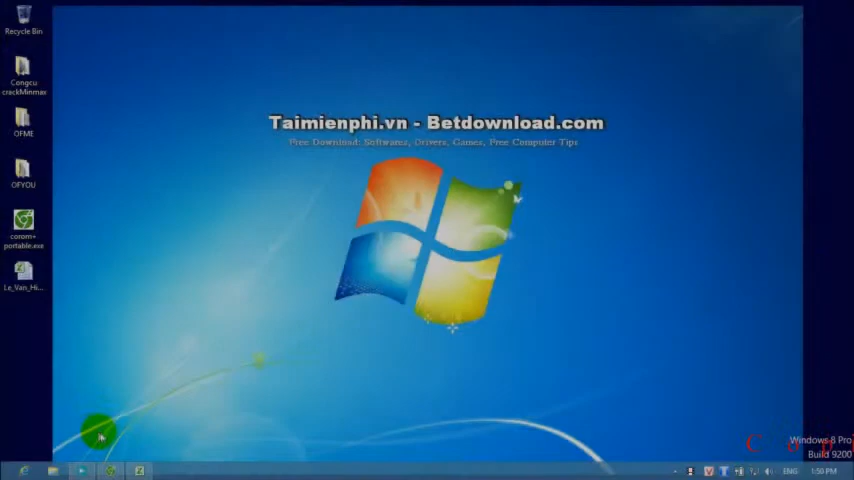 Recycle Bin
Congcu
crackMinmax
OFME
OFYOU
corom+
portable.exe
Le_Van_Hi...
Taimienphi.vn - Betdownload.com
Free Download: Softwares, Drivers, Games, Free Computer Tips
C o p
Windows 8 Pro
Build 9200
ENG
1:50 PM